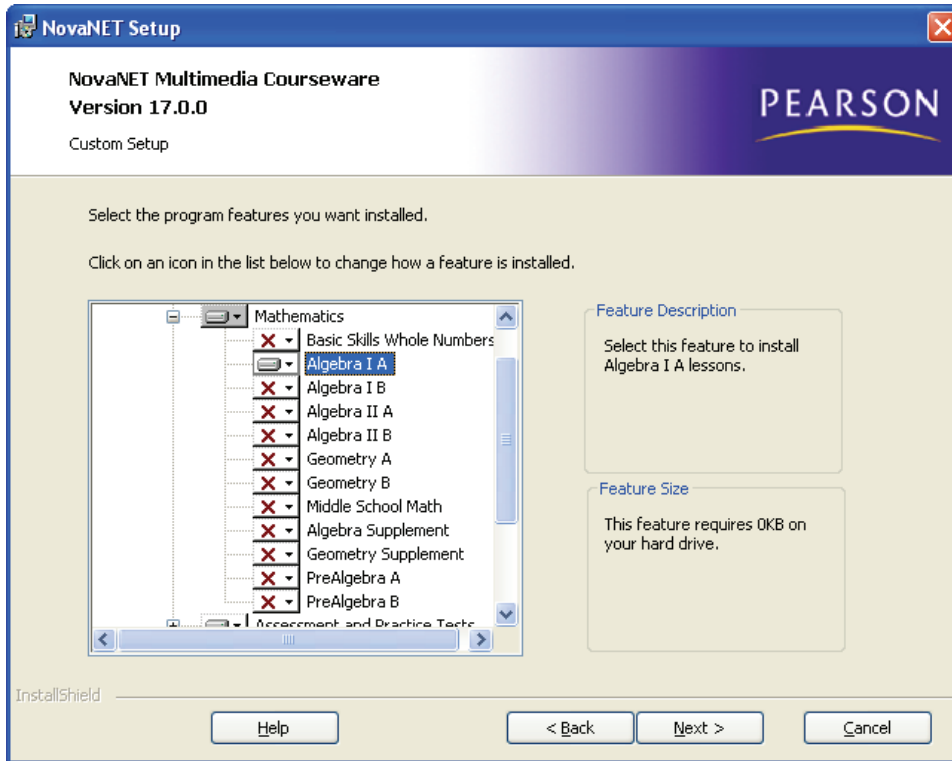 NovaNET Setup
NovaNET Multimedia Courseware
Version 17.0.0
Custom Setup
PEARSON
Select the program features you want installed.
Click on an icon in the list below to change how a feature is installed.
Mathematics
Basic Skills Whole Numbers
Algebra I A
Algebra I B
Algebra II A
Algebra II B
Geometry A
Geometry B
Middle School Math
Algebra Supplement
Geometry Supplement
PreAlgebra A
PreAlgebra B
Assessment and Practice Tests
Feature Description
Select this feature to install
Algebra I A lessons.
Feature Size
This feature requires 0KB on
your hard drive.
InstallShield
Help
< Back
Next >
Cancel